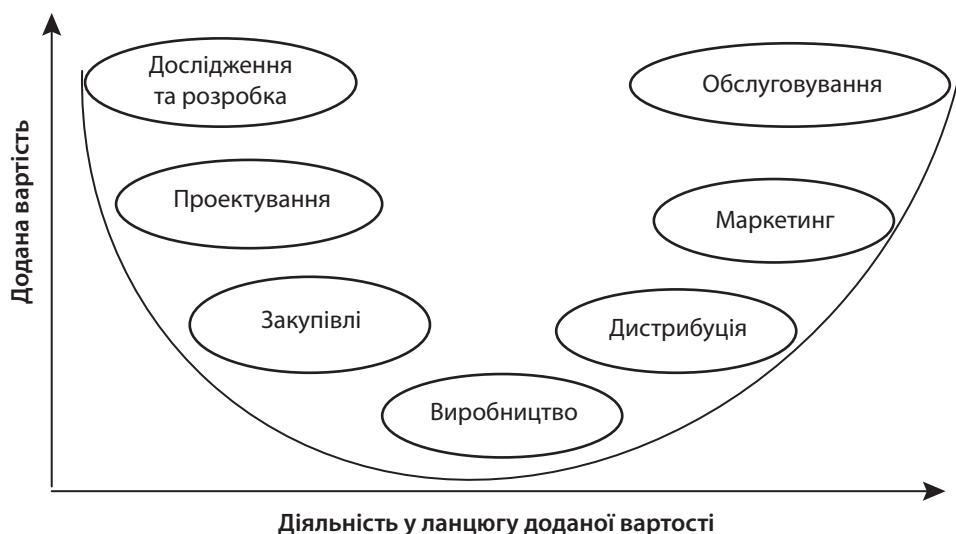 Дослідження
та розробка
Обслуговування
Проектування
Маркетинг
Закупівлі
Дистрибуція
Виробництво
Додана вартість
Діяльність у ланцюгу доданої вартості